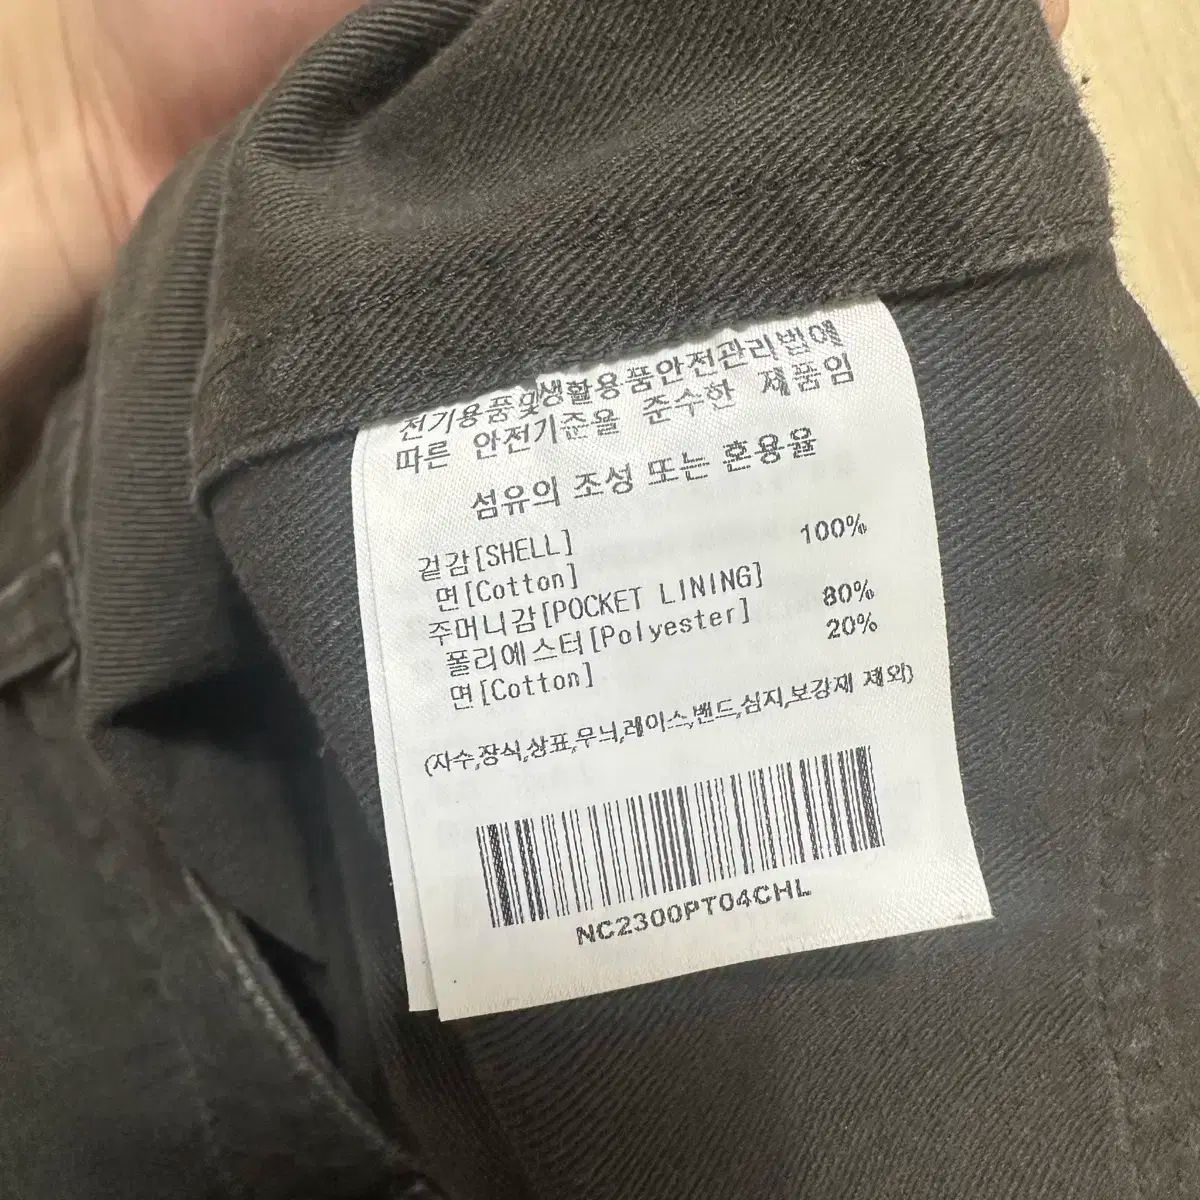 전기용품및생활용품안전관리법에
따른 안전기준을 준수한 제품임
섬유의 조성 또는 혼용율
겉감[SHELL]
면[Cotton] 100%
주머니감[POCKET LINING]
폴리에스터[Polyester] 80%
면[Cotton] 20%
(자수,장식,상표,무늬,레이스,밴드,심지,보강재 제외)
NC2300PT04CHL